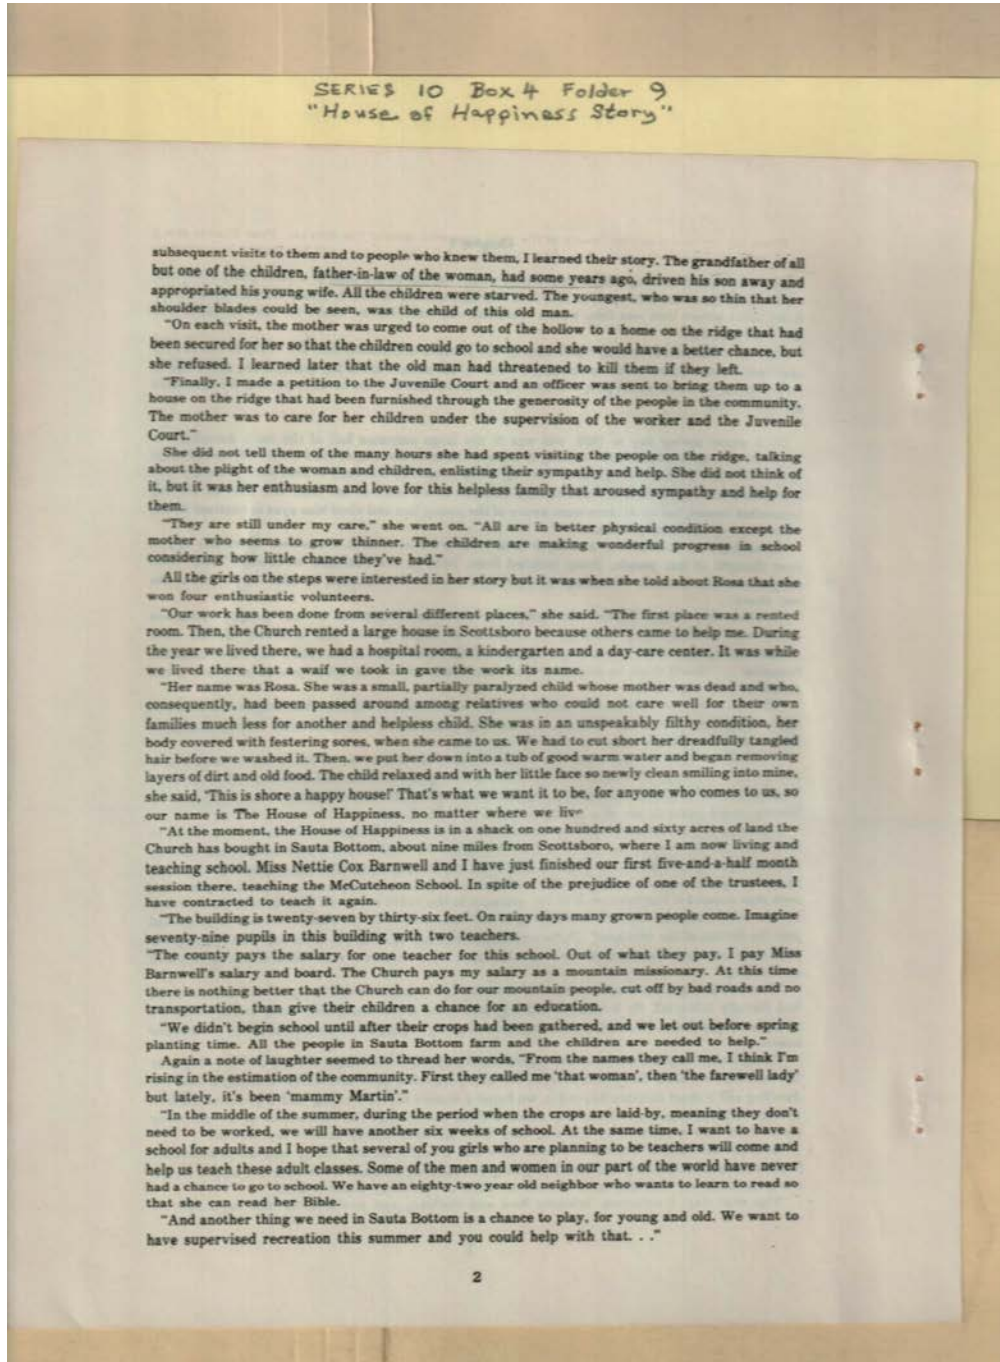 SERIES 10 Box 4 Folder 9
"House of Happiness Story"
subsequent visits to them and to people who knew them, I learned their story. The grandfather of all
but one of the children, father-in-law of the woman, had some years ago, driven his son away and
appropriated his young wife. All the children were starved. The youngest, who was so thin that her
shoulder blades could be seen, was the child of this old man.
"On each visit, the mother was urged to come out of the hollow to a home on the ridge that had
been secured for her so that the children could go to school and she would have a better chance, but
she refused. I learned later that the old man had threatened to kill them if they left.
"Finally, I made a petition to the Juvenile Court and an officer was sent to bring them up to a
house on the ridge that had been furnished through the generosity of the people in the community.
The mother was to care for her children under the supervision of the worker and the Juvenile
Court."
She did not tell them of the many hours she had spent visiting the people on the ridge, talking
about the plight of the woman and children, enlisting their sympathy and help. She did not think of
it, but it was her enthusiasm and love for this helpless family that aroused sympathy and help for
them.
"They are still under my care," she went on. "All are in better physical condition except the
mother who seems to grow thinner. The children are making wonderful progress in school
considering how little chance they've had."
All the girls on the steps were interested in her story but it was when she told about Rosa that she
won four enthusiastic volunteers.
"Our work has been done from several different places," she said. "The first place was a rented
room. Then, the Church rented a large house in Scottsboro because others came to help me. During
the year we lived there, we had a hospital room, a kindergarten and a day-care center. It was while
we lived there that a waif we took in gave the work its name.
"Her name was Rosa. She was a small, partially paralyzed child whose mother was dead and who,
consequently, had been passed around among relatives who could not care well for their own
families much less for another and helpless child. She was in an unspeakably filthy condition, her
body covered with festering sores, when she came to us. We had to cut short her dreadfully tangled
hair before we washed it. Then, we put her down into a tub of good warm water and began removing
layers of dirt and old food. The child relaxed and with her little face so newly clean smiling into mine,
she said, 'This is shore a happy house!' That's what we want it to be, for anyone who comes to us, so
our name is The House of Happiness, no matter where we live
"At the moment, the House of Happiness is in a shack on one hundred and sixty acres of land the
Church has bought in Sauta Bottom, about nine miles from Scottsboro, where I am now living and
teaching school. Miss Nettie Cox Barnwell and I have just finished our first five-and-a-half month
session there, teaching the McCutcheon School. In spite of the prejudice of one of the trustees, I
have contracted to teach it again.
"The building is twenty-seven by thirty-six feet. On rainy days many grown people come. Imagine
seventy-nine pupils in this building with two teachers.
"The county pays the salary for one teacher for this school. Out of what they pay, I pay Miss
Barnwell's salary and board. The Church pays my salary as a mountain missionary. At this time
there is nothing better that the Church can do for our mountain people, cut off by bad roads and no
transportation, than give their children a chance for an education.
"We didn't begin school until after their crops had been gathered, and we let out before spring
planting time. All the people in Sauta Bottom farm and the children are needed to help."
Again a note of laughter seemed to thread her words, "From the names they call me, I think I'm
rising in the estimation of the community. First they called me 'that woman', then 'the farewell lady'
but lately, it's been 'mammy Martin'."
"In the middle of the summer, during the period when the crops are laid-by, meaning they don't
need to be worked, we will have another six weeks of school. At the same time, I want to have a
school for adults and I hope that several of you girls who are planning to be teachers will come and
help us teach these adult classes. Some of the men and women in our part of the world have never
had a chance to go to school. We have an eighty-two year old neighbor who wants to learn to read so
that she can read her Bible.
"And another thing we need in Sauta Bottom is a chance to play, for young and old. We want to
have supervised recreation this summer and you could help with that. . ."
2